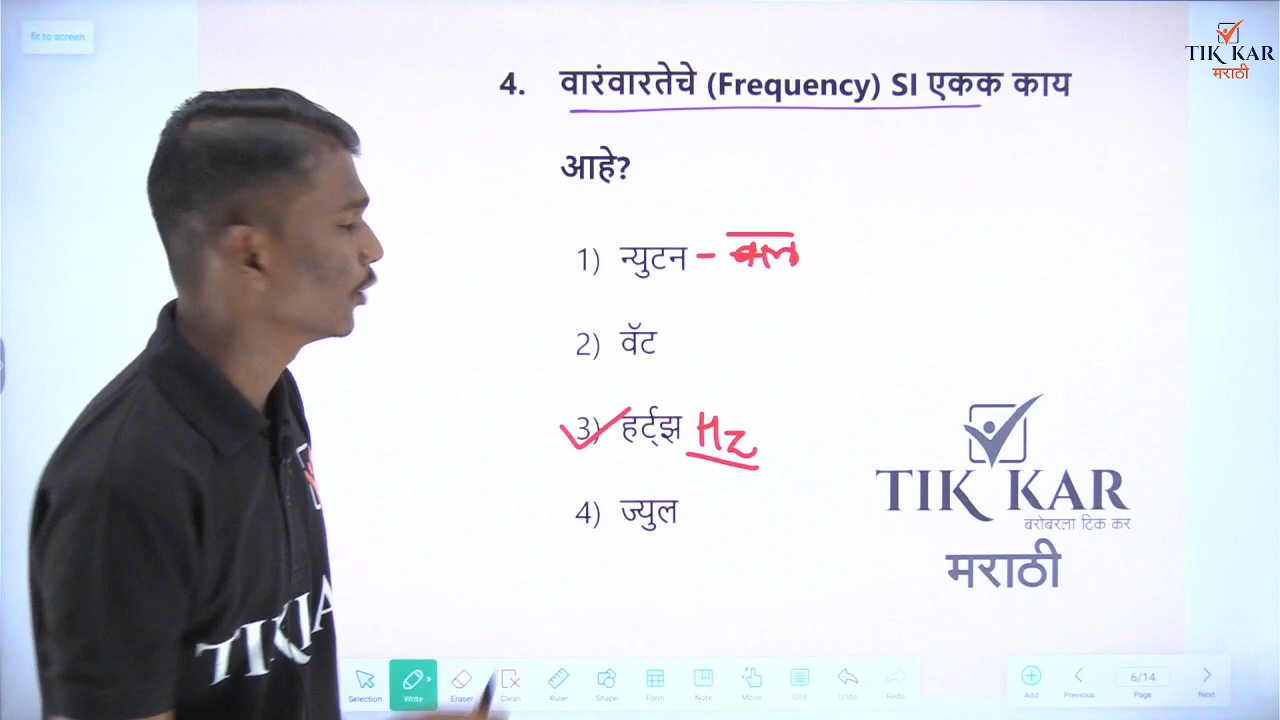 fit to screen
TIK KAR
मराठी
4. वारंवारतेचे (Frequency) SI एकक काय
आहे?
1) न्युटन - बल
2) वॅट
3) हर्ट्झ Hz
4) ज्युल
TIK KAR
बरोबरला टिक कर
मराठी
Selection
Write
Eraser
Clean
Ruler
Shape
Form
Note
Move
Grid
Undo
Redo
Add
Previous
6/14
Page
Next